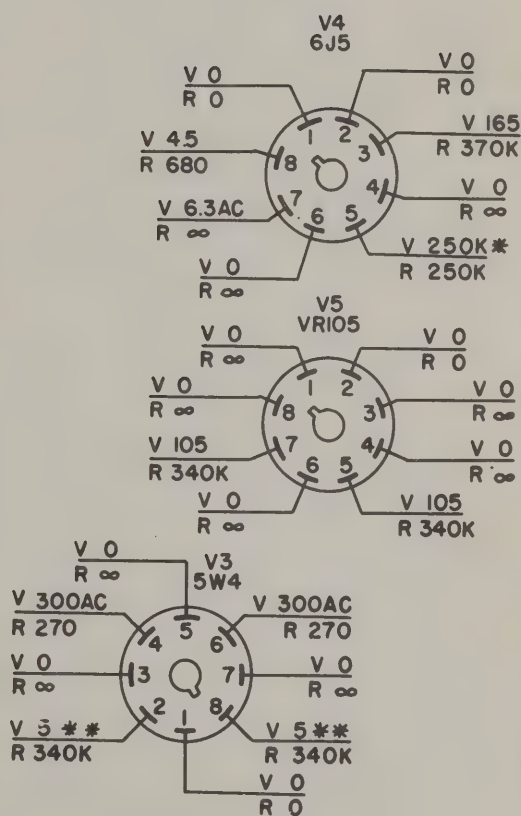 V4
6J5
V 0
R 0
V 0
R 0
V 4.5
R 680
V 165
R 370K
1
2
3
8
4
V 0
R ∞
7
V 6.3AC
R ∞
6
5
V 250K*
R 250K
V 0
R ∞
V5
VR105
V 0
R ∞
V 0
R 0
V 0
R ∞
1
2
8
3
V 0
R ∞
V 105
R 340K
7
4
V 0
R ∞
6
5
V 0
R ∞
V 105
R 340K
V 0
R ∞
V3
5W4
V 300AC
R 270
V 300AC
R 270
5
4
6
V 0
R ∞
3
7
V 0
R ∞
2
8
1
V 5 * *
R 340K
V 5 * *
R 340K
V 0
R 0